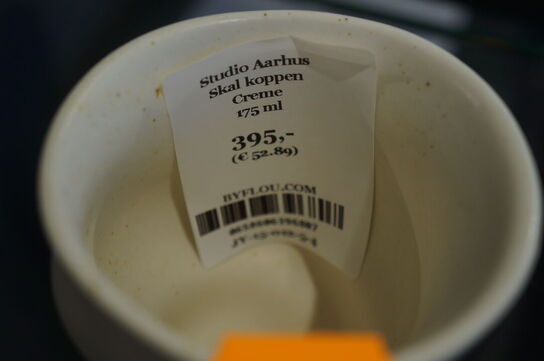 Studio Aarhus
Skal koppen
Creme
175 ml
395,-
(€ 52.89)
BYFLOU.COM